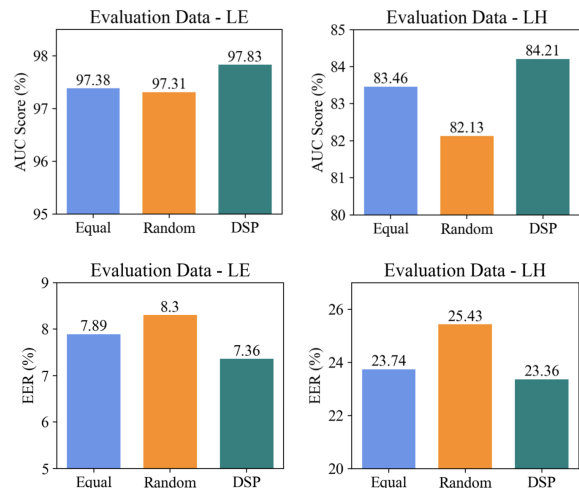 Evaluation Data - LE
AUC Score (%)
98
97
96
95
97.38
97.31
97.83
Equal Random DSP
Evaluation Data - LH
AUC Score (%)
85
84
83
82
81
80
83.46
82.13
84.21
Equal Random DSP
Evaluation Data - LE
EER (%)
9
8
7
6
5
7.89
8.3
7.36
Equal Random DSP
Evaluation Data - LH
EER (%)
26
24
22
20
23.74
25.43
23.36
Equal Random DSP